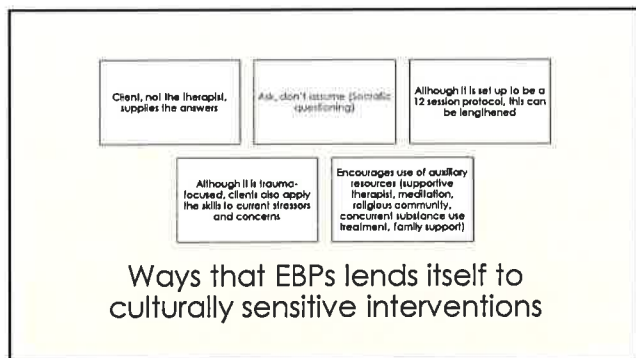 Client, not the therapist,
supplies the answers
Ask, don't assume (Socratic
questioning)
Although it is set up to be a
12 session protocol, this can
be lengthened
Although it is trauma-
focused, clients also apply
the skills to current stressors
and concerns
Encourages use of auxiliary
resources (supportive
therapist, meditation,
religious community,
concurrent substance use
treatment, family support)
Ways that EBPs lends itself to
culturally sensitive interventions